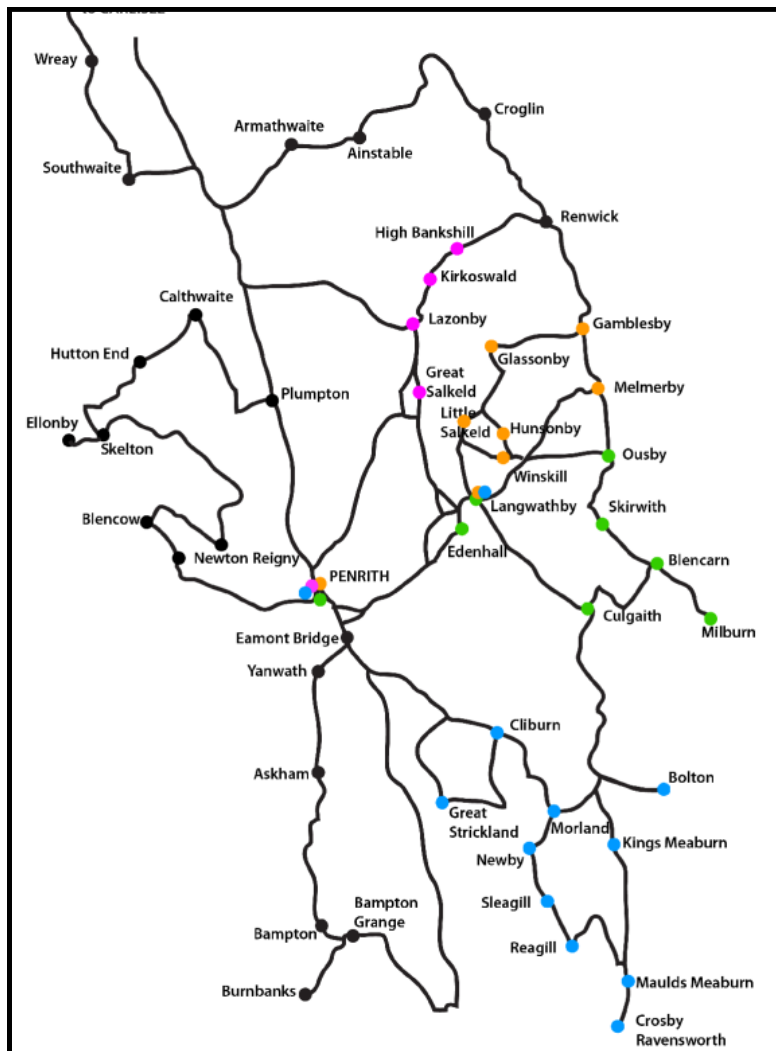 Wreay
Croglin
Armathwaite
Ainstable
Southwaite
Renwick
High Bankshill
Kirkoswald
Calthwaite
Lazonby
Gamblesby
Hutton End
Glassonby
Great
Salkeld
Melmerby
Plumpton
Ellonby
Little
Salkeld
Hunsonby
Skelton
Ousby
Winskill
Langwathby
Skirwith
Blencow
Edenhall
Newton Reigny
Blencarn
PENRITH
Culgaith
Milburn
Eamont Bridge
Yanwath
Cliburn
Askham
Bolton
Great
Strickland
Morland
Kings Meaburn
Newby
Sleagill
Bampton
Grange
Bampton
Reagill
Burnbanks
Maulds Meaburn
Crosby
Ravensworth